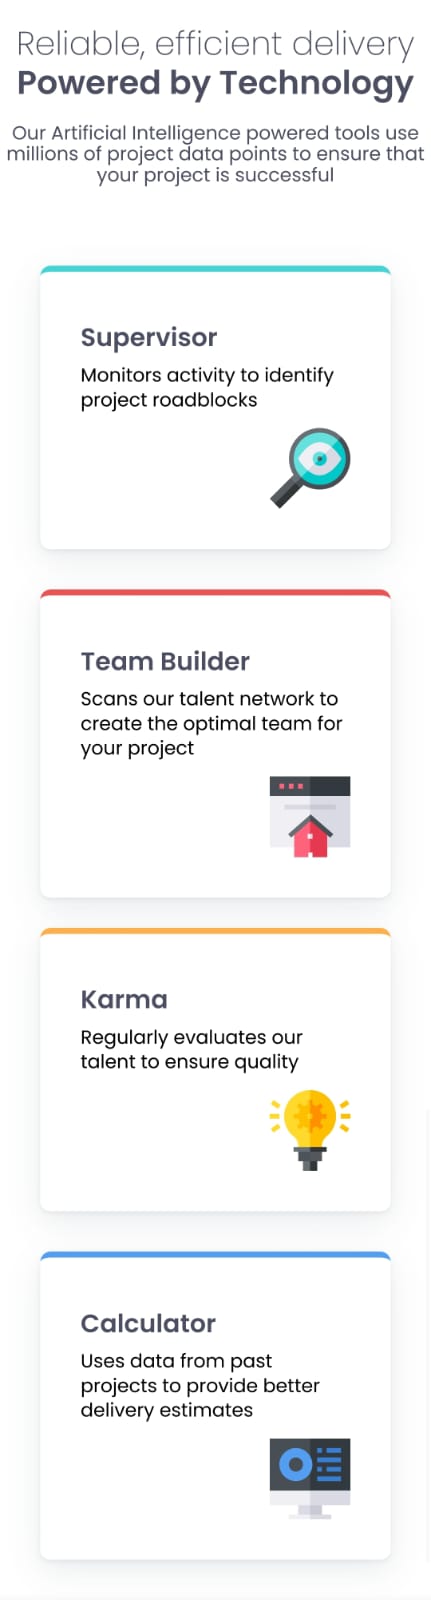 Reliable, efficient delivery
Powered by Technology
Our Artificial Intelligence powered tools use
millions of project data points to ensure that
your project is successful
Supervisor
Monitors activity to identify
project roadblocks
Team Builder
Scans our talent network to
create the optimal team for
your project
Karma
Regularly evaluates our
talent to ensure quality
Calculator
Uses data from past
projects to provide better
delivery estimates